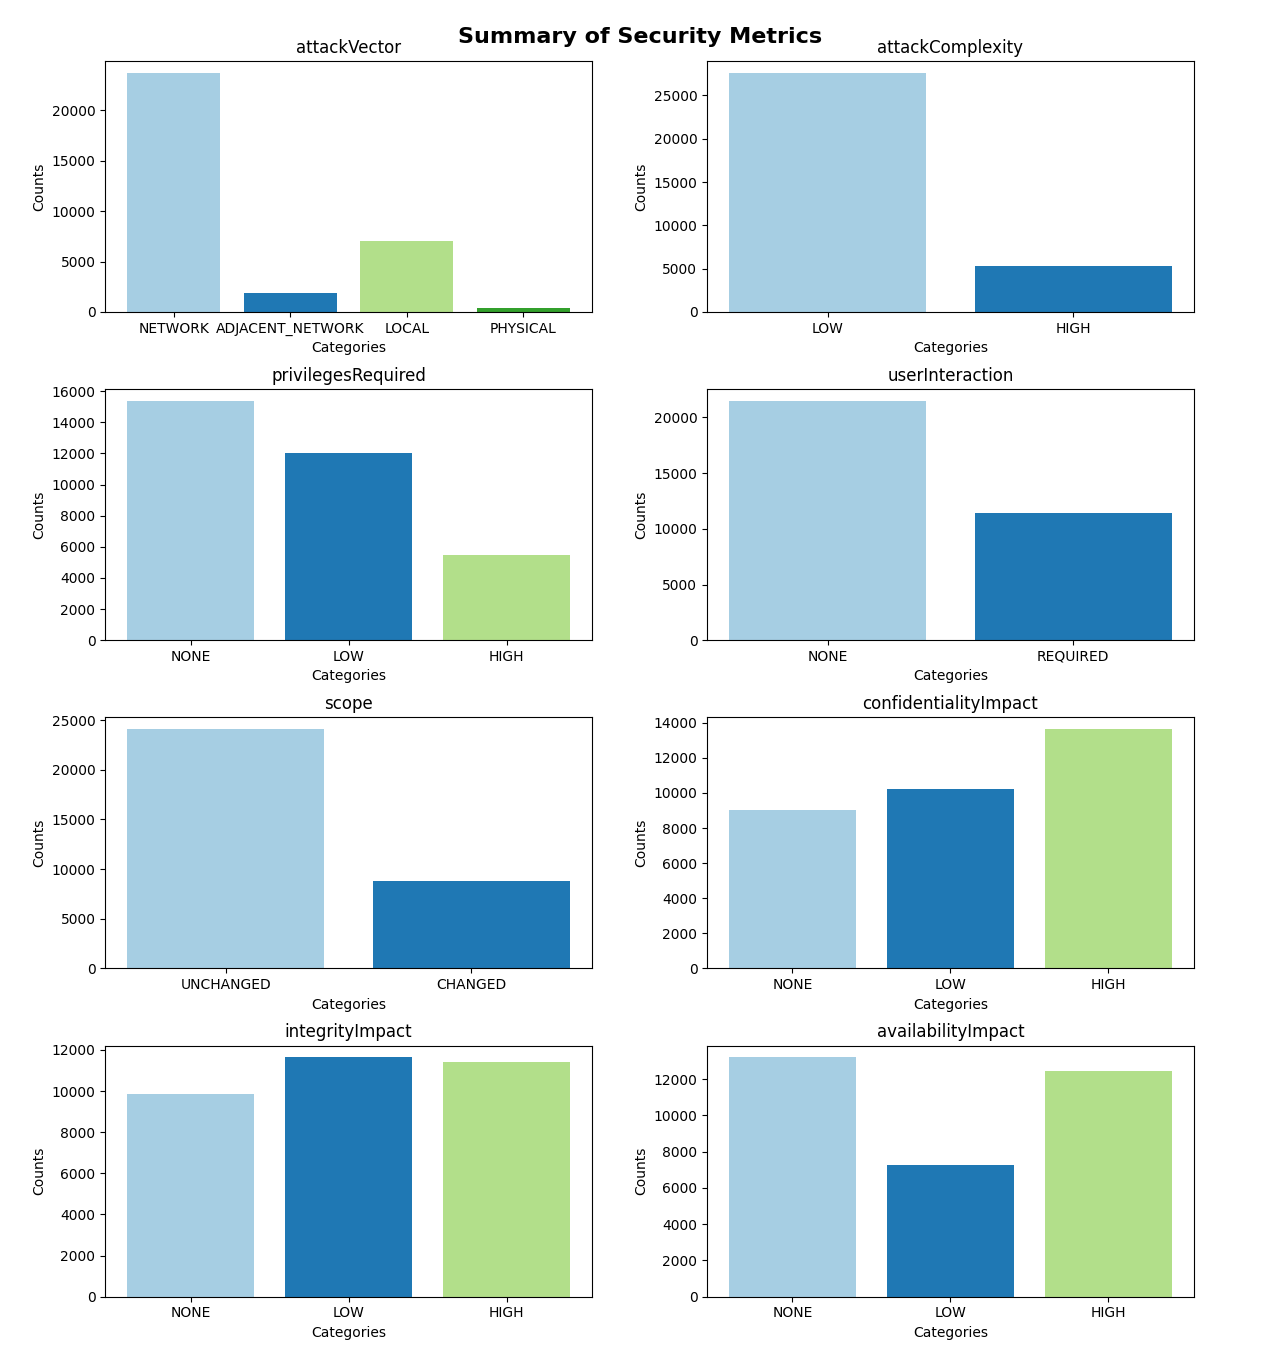 Summary of Security Metrics
attackVector
20000
15000
10000
5000
0
Counts
NETWORK ADJACENT_NETWORK LOCAL PHYSICAL
Categories
attackComplexity
25000
20000
15000
10000
5000
0
Counts
LOW HIGH
Categories
privilegesRequired
16000
14000
12000
10000
8000
6000
4000
2000
0
Counts
NONE LOW HIGH
Categories
userInteraction
20000
15000
10000
5000
0
Counts
NONE REQUIRED
Categories
scope
25000
20000
15000
10000
5000
0
Counts
UNCHANGED CHANGED
Categories
confidentialityImpact
14000
12000
10000
8000
6000
4000
2000
0
Counts
NONE LOW HIGH
Categories
integrityImpact
12000
10000
8000
6000
4000
2000
0
Counts
NONE LOW HIGH
Categories
availabilityImpact
12000
10000
8000
6000
4000
2000
0
Counts
NONE LOW HIGH
Categories